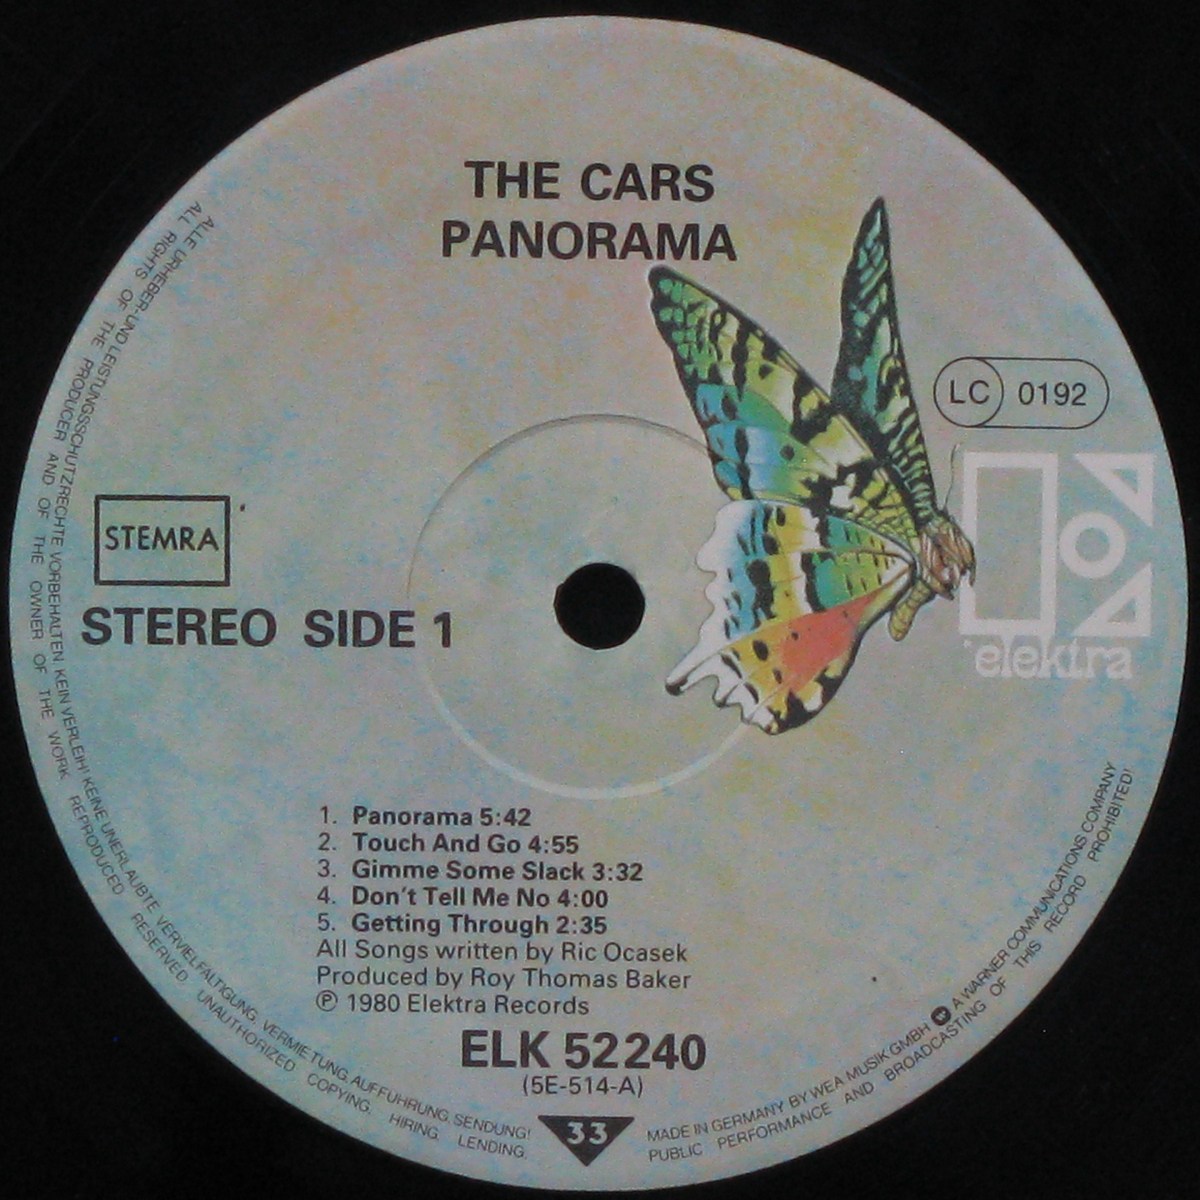 THE CARS
PANORAMA
LC 0192
elektra
STEMRA
STEREO SIDE 1
1. Panorama 5:42
2. Touch And Go 4:55
3. Gimme Some Slack 3:32
4. Don't Tell Me No 4:00
5. Getting Through 2:35
All Songs written by Ric Ocasek
Produced by Roy Thomas Baker
℗ 1980 Elektra Records
ELK 52240
(5E-514-A)
33
ALLE URHEBER-UND LEISTUNGSSCHUTZRECHTE VORBEHALTEN KEIN VERLEIH! KEINE UNERLAUBTE VERVIELFÄLTIGUNG, VERMIETUNG, AUFFÜHRUNG, SENDUNG!
ALL RIGHTS OF THE PRODUCER AND OF THE OWNER OF THE WORK REPRODUCED RESERVED. UNAUTHORIZED COPYING, HIRING, LENDING,
MADE IN GERMANY BY WEA MUSIK GMBH A WARNER COMMUNICATIONS COMPANY
PUBLIC PERFORMANCE AND BROADCASTING OF THIS RECORD PROHIBITED!